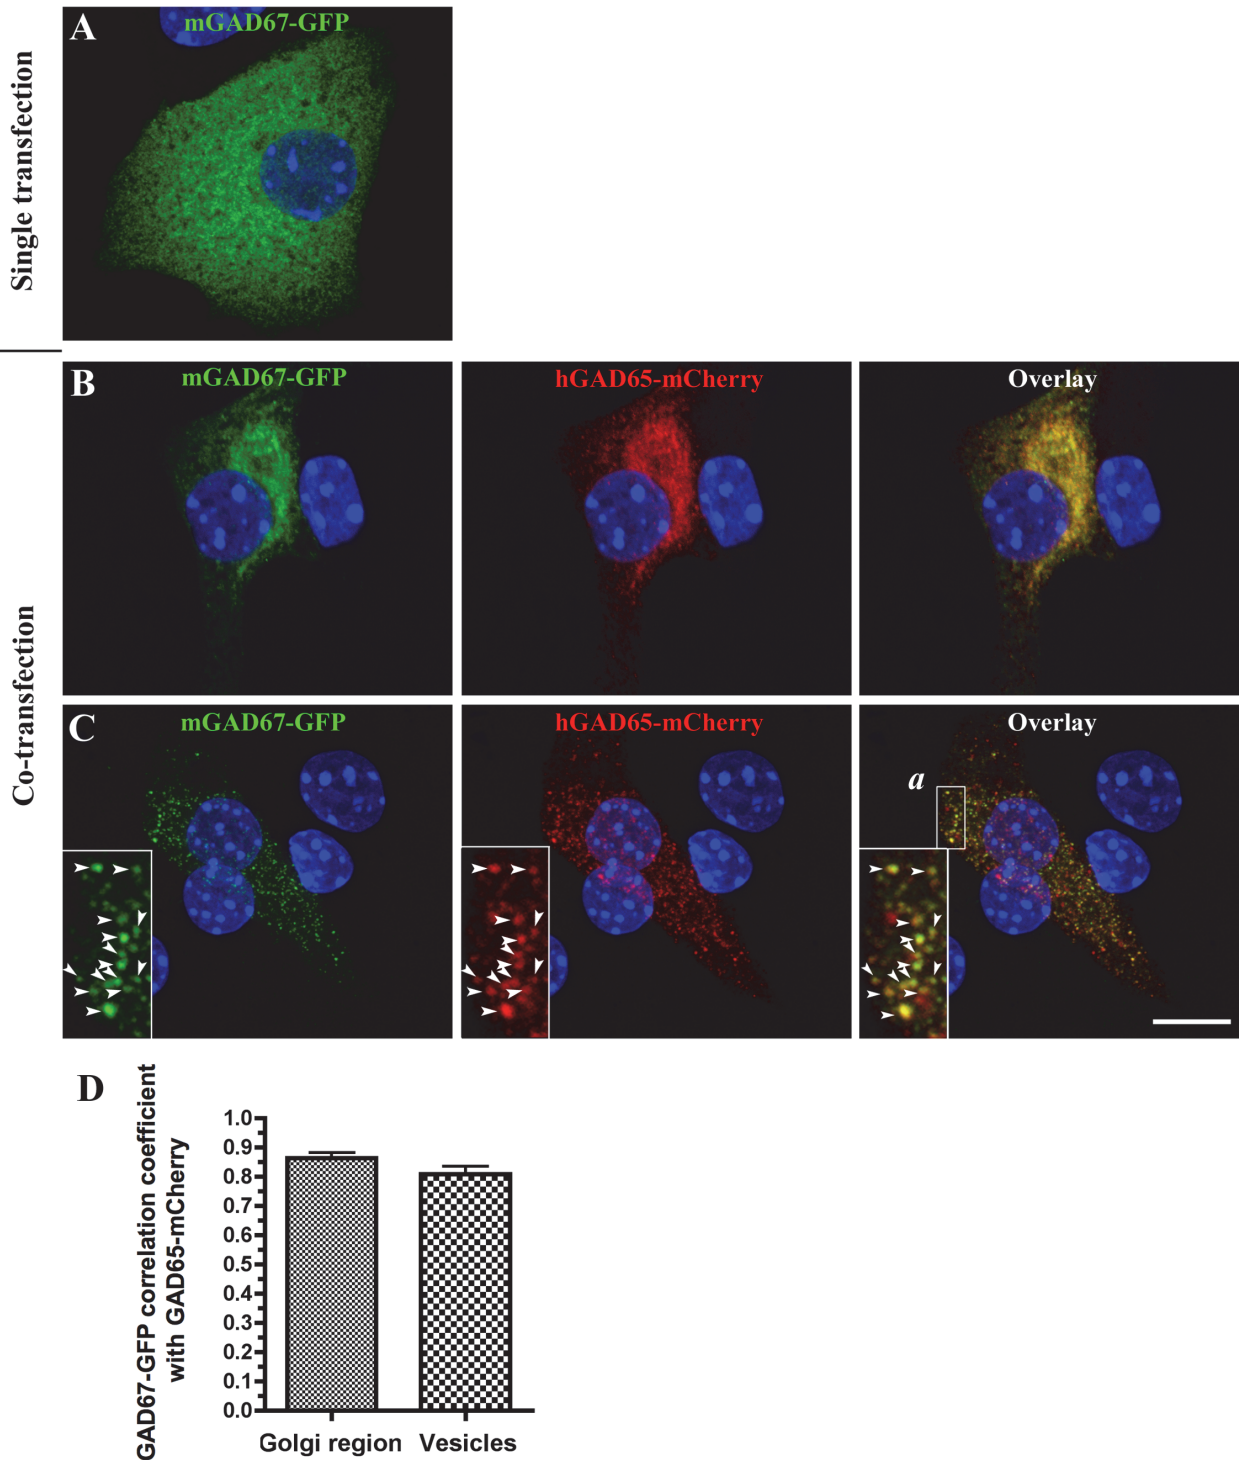 Single transfection
A
mGAD67-GFP
Co-transfection
B
mGAD67-GFP
hGAD65-mCherry
Overlay
C
mGAD67-GFP
hGAD65-mCherry
Overlay
a
D
GAD67-GFP correlation coefficient
with GAD65-mCherry
1.0
0.9
0.8
0.7
0.6
0.5
0.4
0.3
0.2
0.1
0.0
Golgi region
Vesicles